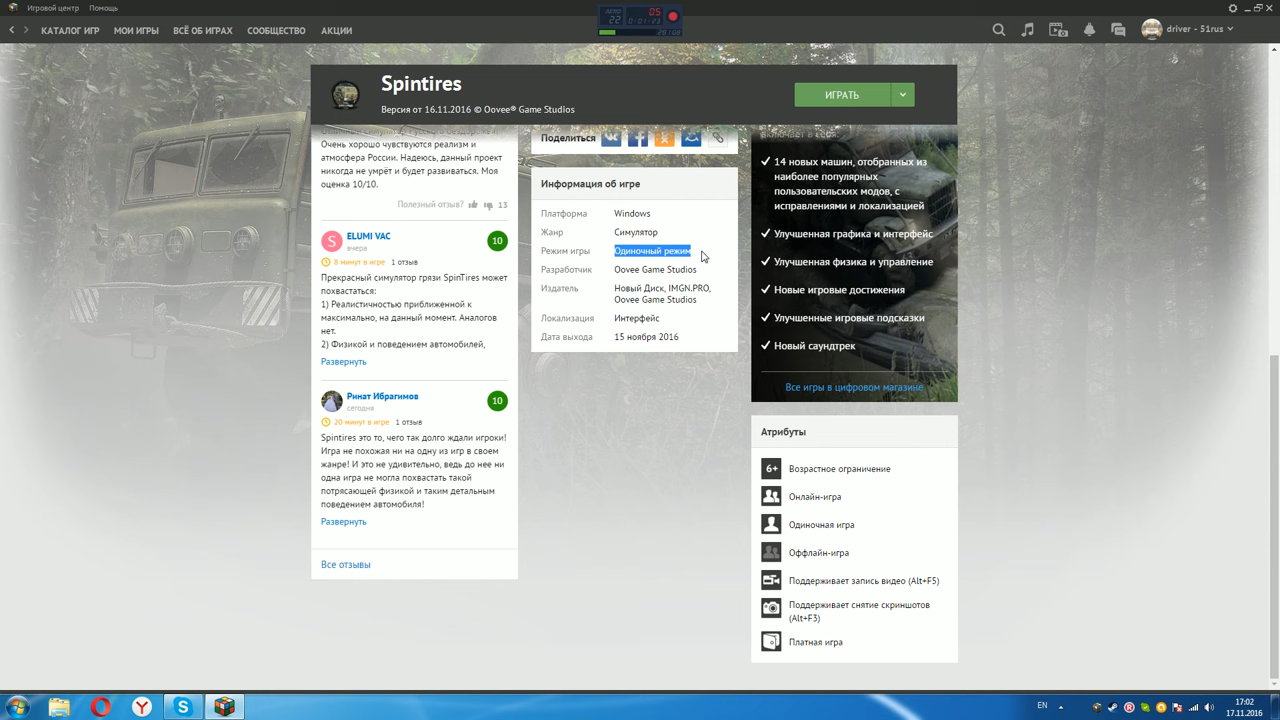 Игровой центр Помощь
КАТАЛОГ ИГР МОИ ИГРЫ ВСЁ ОБ ИГРАХ СООБЩЕСТВО АКЦИИ
driver - 51rus
22
05
0:01:23
Spintires
Версия от 16.11.2016 © Oovee® Game Studios
ИГРАТЬ
Очень хорошо чувствуются реализм и
атмосфера России. Надеюсь, данный проект
никогда не умрёт и будет развиваться. Моя
оценка 10/10.
Полезный отзыв? 13
S ELUMI VAC 10
вчера
8 минут в игре 1 отзыв
Прекрасный симулятор грязи SpinTires может
похвастаться:
1) Реалистичностью приближенной к
максимально, на данный момент. Аналогов
нет.
2) Физикой и поведением автомобилей,
Развернуть
Ринат Ибрагимов 10
сегодня
20 минут в игре 1 отзыв
Spintires это то, чего так долго ждали игроки!
Игра не похожая ни на одну из игр в своем
жанре! И это не удивительно, ведь до нее ни
одна игра не могла похвастать такой
потрясающей физикой и таким детальным
поведением автомобиля!
Развернуть
Все отзывы
Поделиться
Информация об игре
Платформа Windows
Жанр Симулятор
Режим игры Одиночный режим
Разработчик Oovee Game Studios
Издатель Новый Диск, IMGN.PRO,
Oovee Game Studios
Локализация Интерфейс
Дата выхода 15 ноября 2016
14 новых машин, отобранных из
наиболее популярных
пользовательских модов, с
исправлениями и локализацией
Улучшенная графика и интерфейс
Улучшенная физика и управление
Новые игровые достижения
Улучшенные игровые подсказки
Новый саундтрек
Все игры в цифровом магазине
Атрибуты
6+ Возрастное ограничение
Онлайн-игра
Одиночная игра
Оффлайн-игра
Поддерживает запись видео (Alt+F5)
Поддерживает снятие скриншотов
(Alt+F3)
Платная игра
EN
17:02
17.11.2016